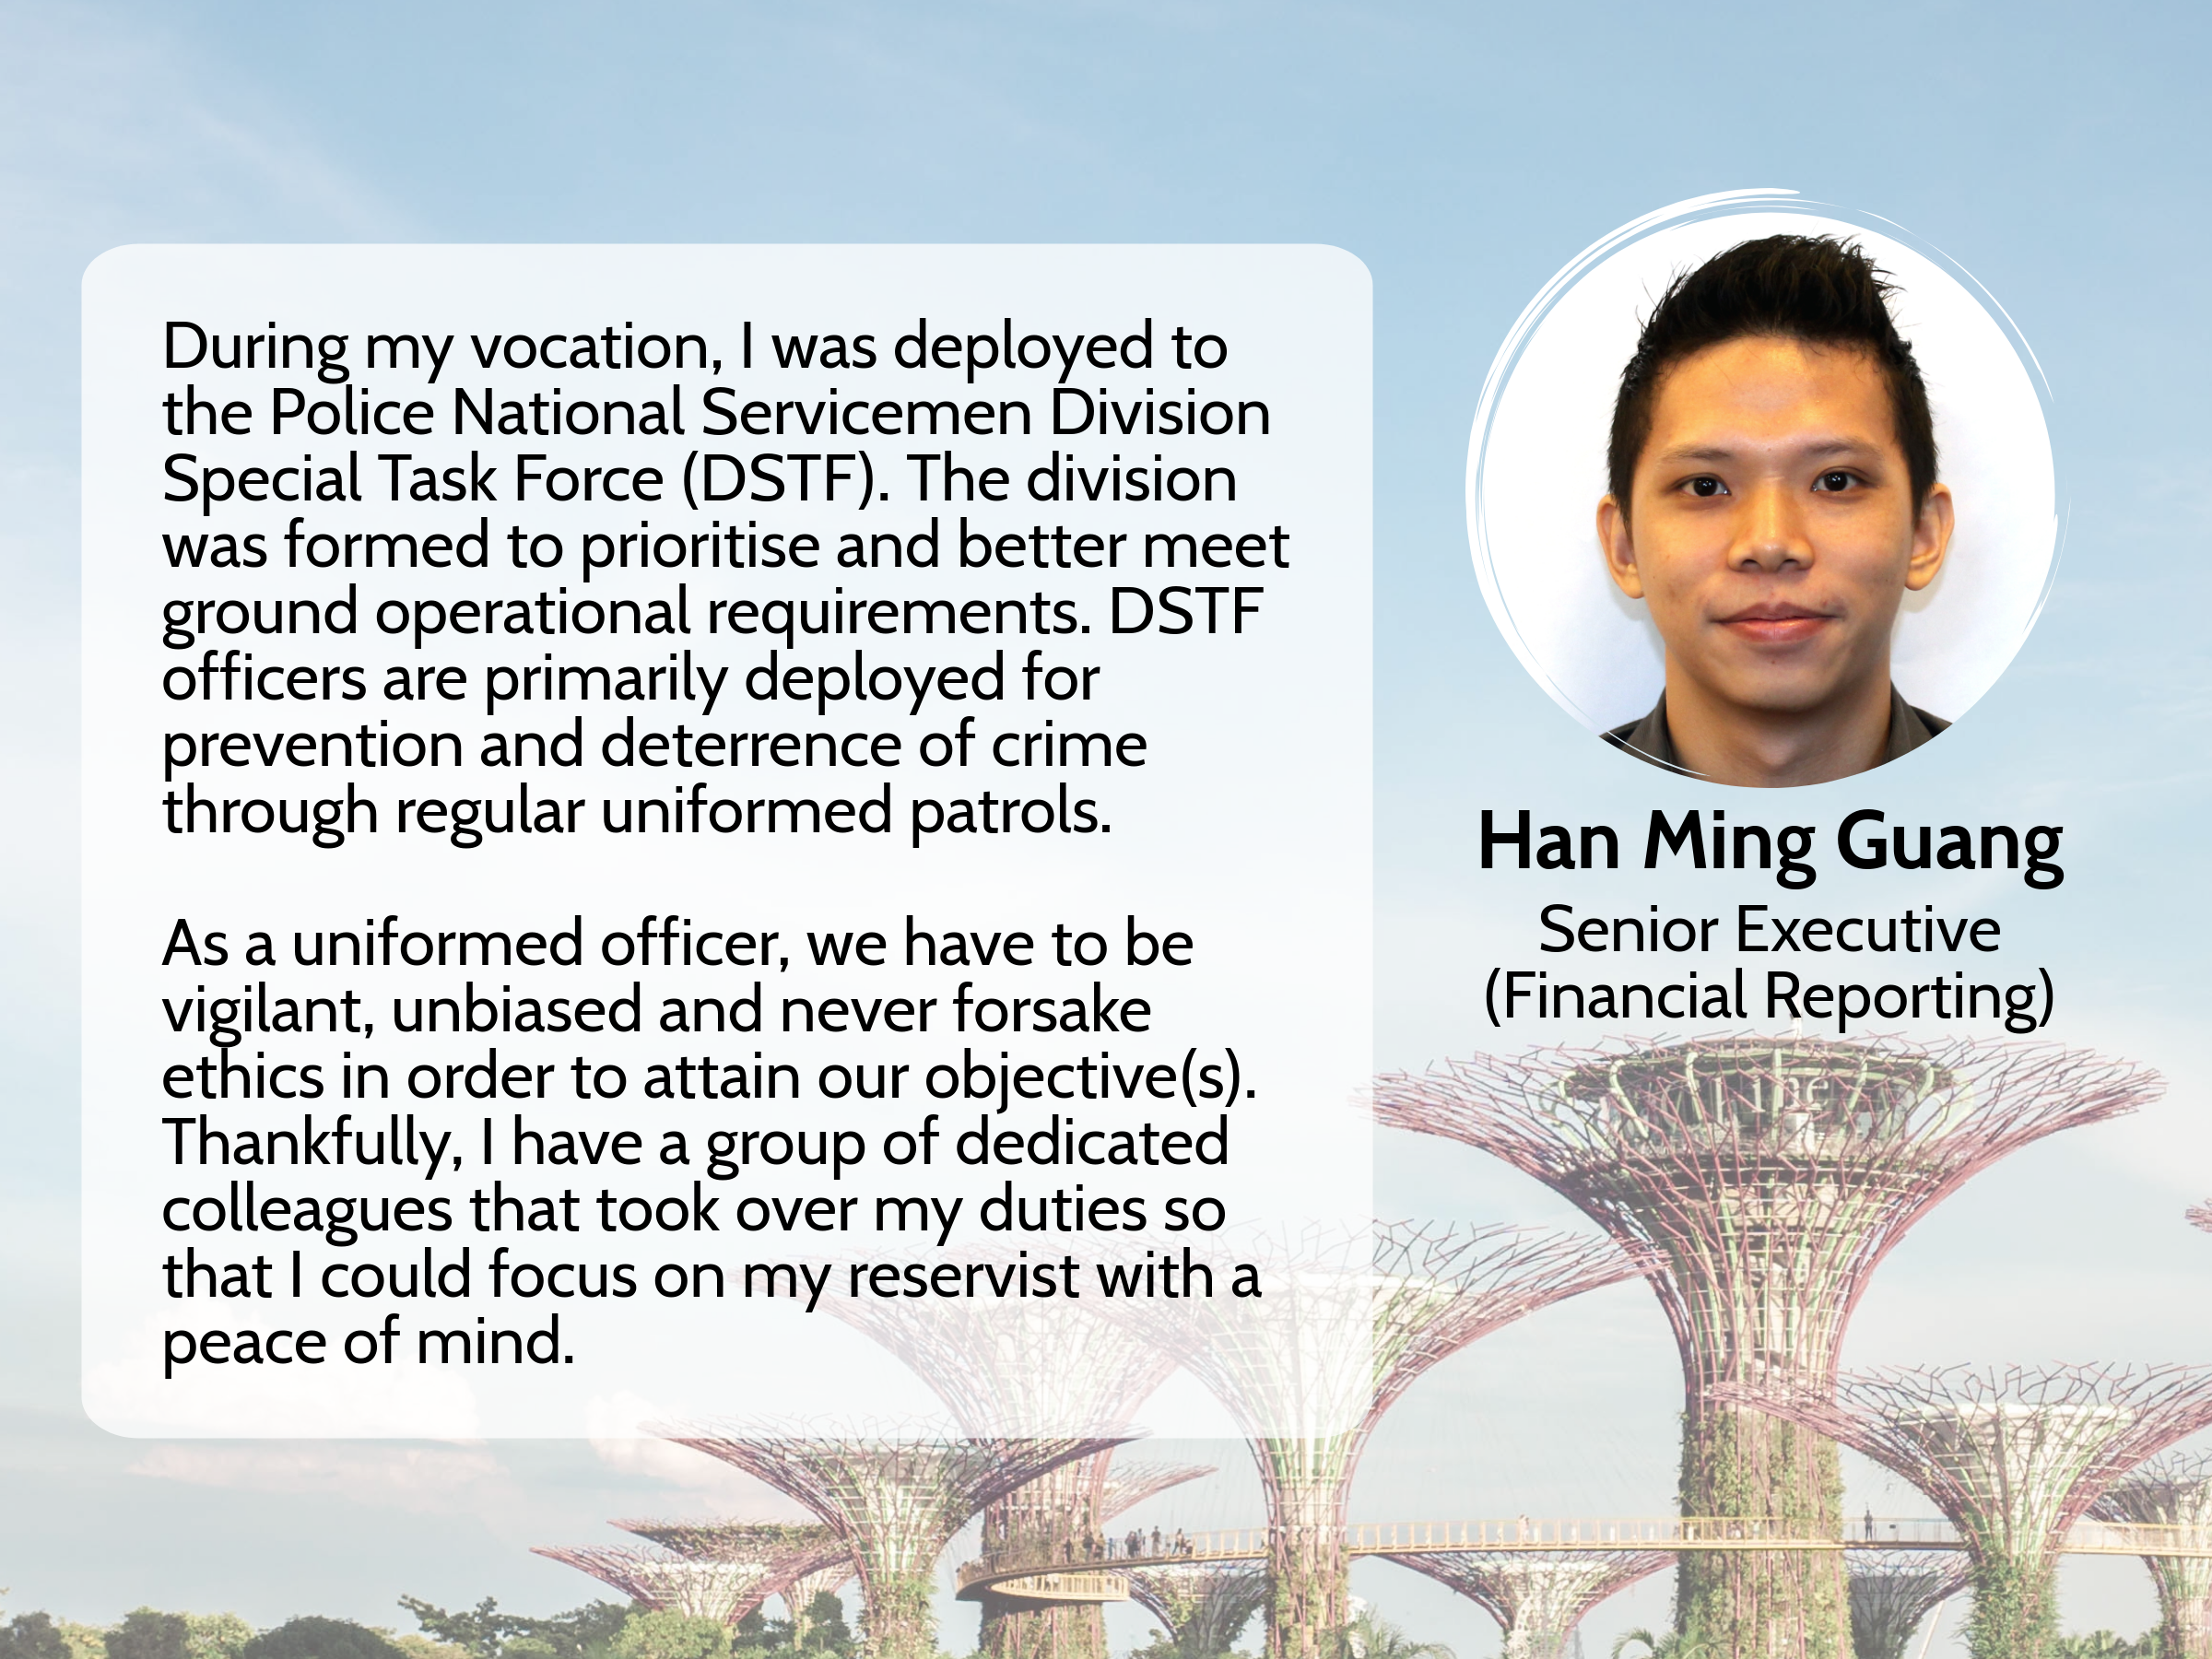 During my vocation, I was deployed to
the Police National Servicemen Division
Special Task Force (DSTF). The division
was formed to prioritise and better meet
ground operational requirements. DSTF
officers are primarily deployed for
prevention and deterrence of crime
through regular uniformed patrols.
As a uniformed officer, we have to be
vigilant, unbiased and never forsake
ethics in order to attain our objective(s).
Thankfully, I have a group of dedicated
colleagues that took over my duties so
that I could focus on my reservist with a
peace of mind.
Han Ming Guang
Senior Executive
(Financial Reporting)